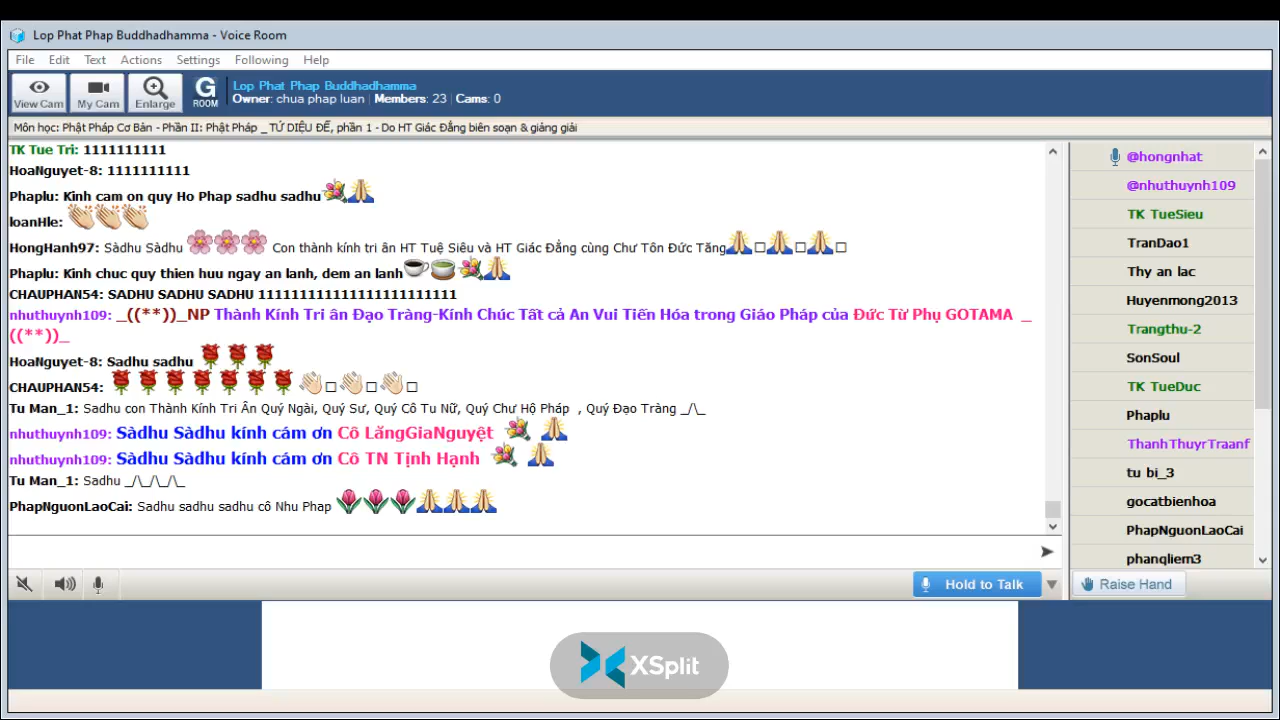 Lop Phat Phap Buddhadhamma - Voice Room
File Edit Text Actions Settings Following Help
View Cam My Cam Enlarge G ROOM
Lop Phat Phap Buddhadhamma
Owner: chua phap luan | Members: 23 | Cams: 0
Môn học: Phật Pháp Cơ Bản - Phần II: Phật Pháp _ TỨ DIỆU ĐẾ, phần 1 - Do HT Giác Đẳng biên soạn & giảng giải
TK Tue Tri: 1111111111
HoaNguyet-8: 1111111111
Phaplu: Kinh cam on quy Ho Phap sadhu sadhu
loanHle:
HongHanh97: Sàdhu Sàdhu Con thành kính tri ân HT Tuệ Siêu và HT Giác Đẳng cùng Chư Tôn Đức Tăng
Phaplu: Kinh chuc quy thien huu ngay an lanh, dem an lanh
CHAUPHAN54: SADHU SADHU SADHU 1111111111111111111111
nhuthuynh109: _((**))_NP Thành Kính Tri ân Đạo Tràng-Kính Chúc Tất cả An Vui Tiến Hóa trong Giáo Pháp của Đức Từ Phụ GOTAMA _
((**))_
HoaNguyet-8: Sadhu sadhu
CHAUPHAN54:
Tu Man_1: Sadhu con Thành Kính Tri Ân Quý Ngài, Quý Sư, Quý Cô Tu Nữ, Quý Chư Hộ Pháp , Quý Đạo Tràng _/\_
nhuthuynh109: Sàdhu Sàdhu kính cám ơn Cô LăngGiaNguyệt
nhuthuynh109: Sàdhu Sàdhu kính cám ơn Cô TN Tịnh Hạnh
Tu Man_1: Sadhu _/\_/\_/\_
PhapNguonLaoCai: Sadhu sadhu sadhu cô Nhu Phap
Hold to Talk
@hongnhat
@nhuthuynh109
TK TueSieu
TranDao1
Thy an lac
Huyenmong2013
Trangthu-2
SonSoul
TK TueDuc
Phaplu
ThanhThuyrTraanf
tu bi_3
gocatbienhoa
PhapNguonLaoCai
phanqliem3
Raise Hand
XSplit